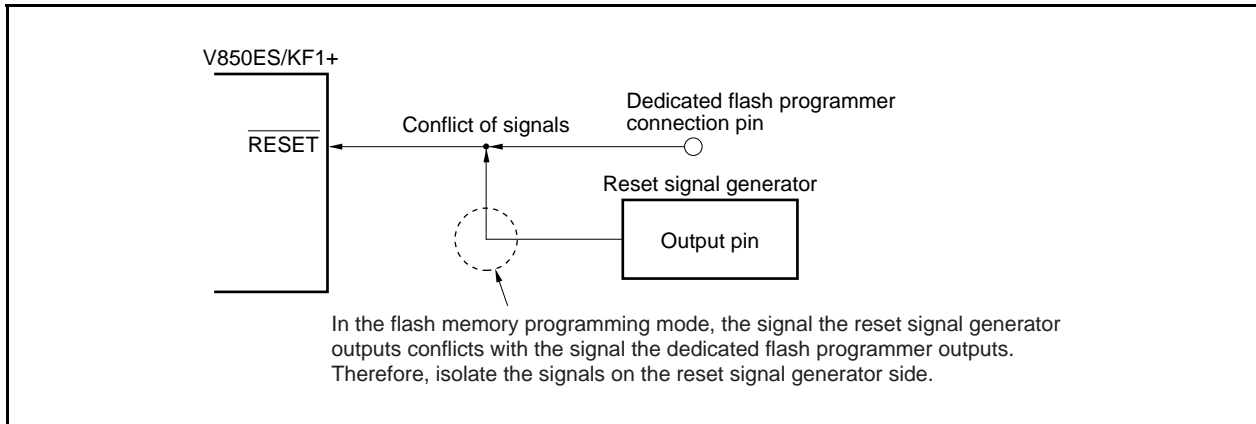 V850ES/KF1+
RESET
Conflict of signals
Dedicated flash programmer
connection pin
Reset signal generator
Output pin
In the flash memory programming mode, the signal the reset signal generator
outputs conflicts with the signal the dedicated flash programmer outputs.
Therefore, isolate the signals on the reset signal generator side.